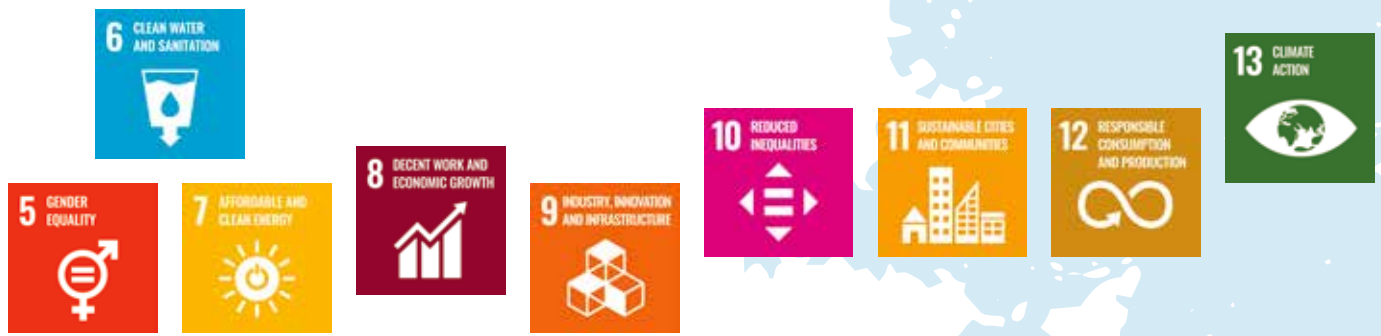 6 CLEAN WATER
AND SANITATION
5 GENDER
EQUALITY
7 AFFORDABLE AND
CLEAN ENERGY
8 DECENT WORK AND
ECONOMIC GROWTH
9 INDUSTRY, INNOVATION
AND INFRASTRUCTURE
10 REDUCED
INEQUALITIES
11 SUSTAINABLE CITIES
AND COMMUNITIES
12 RESPONSIBLE
CONSUMPTION
AND PRODUCTION
13 CLIMATE
ACTION